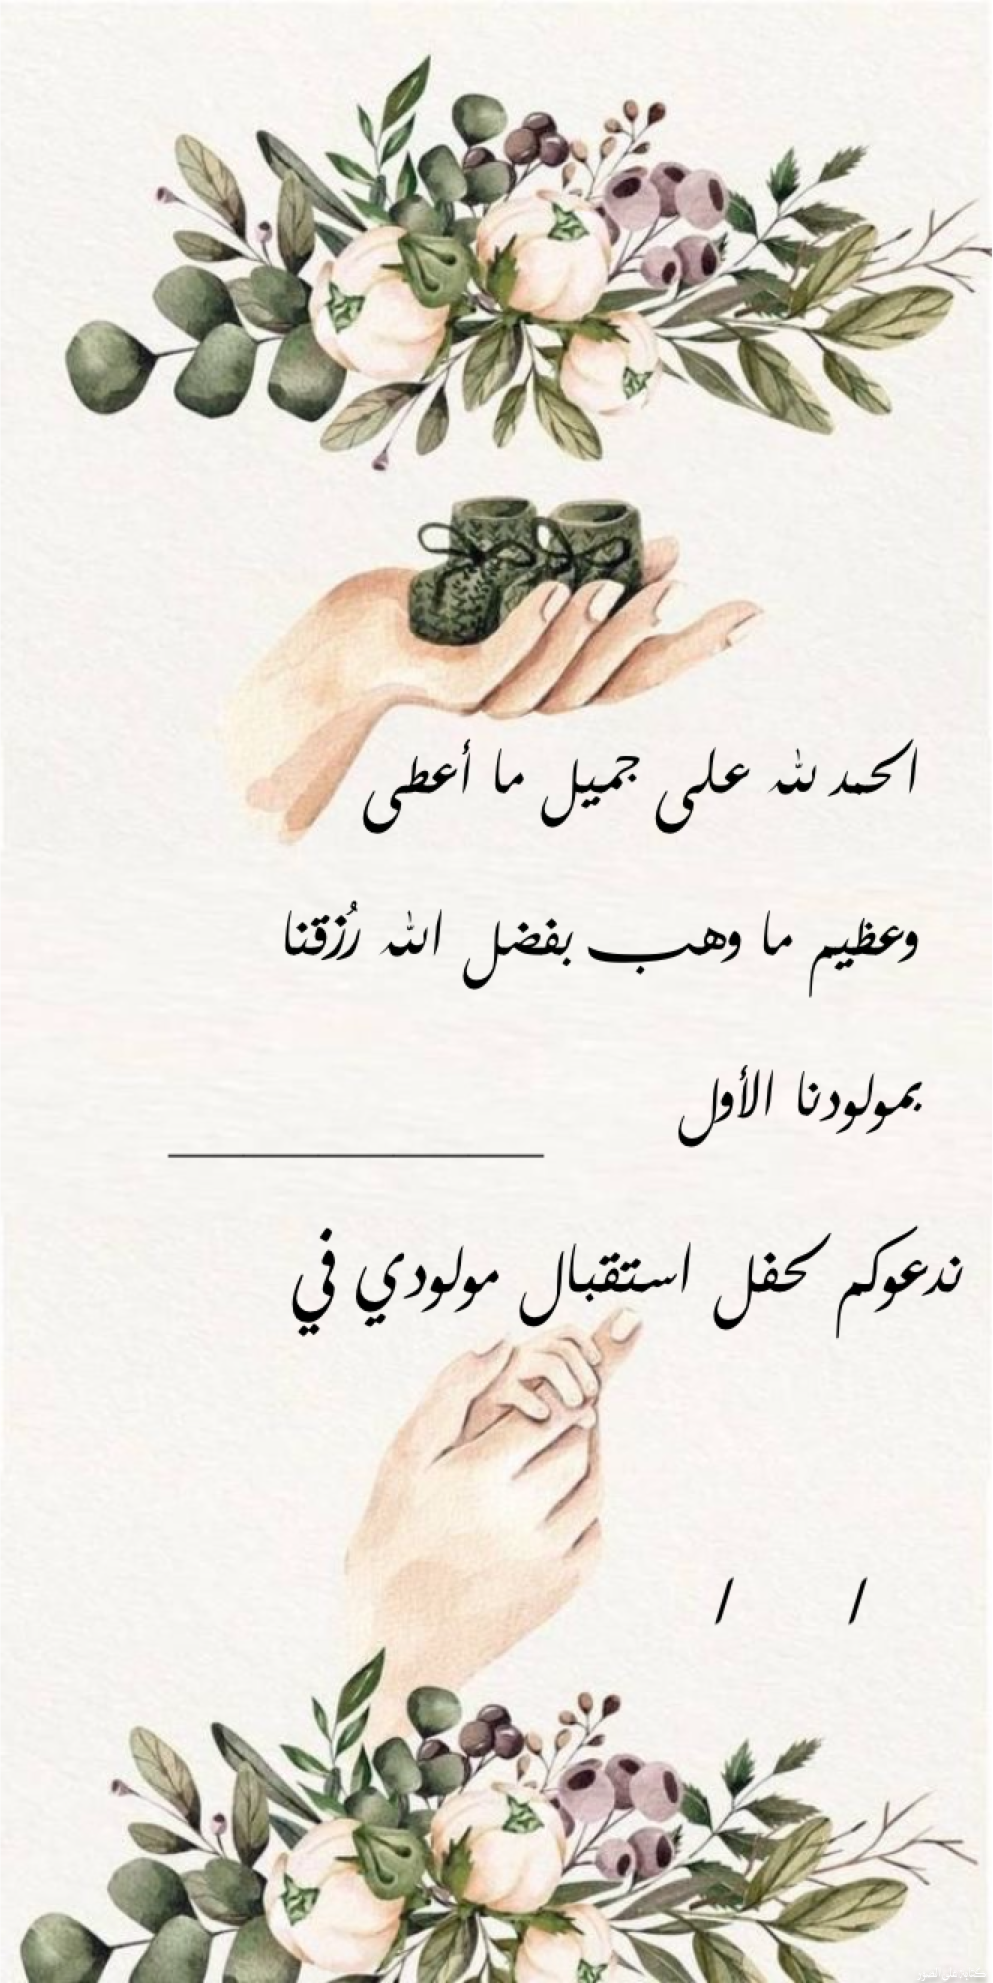 الحمد لله على جميل ما أعطى
وعظيم ما وهب بفضل الله رُزقنا
بمولودنا الأول
ندعوكم لحفل استقبال مولودي في
/ /